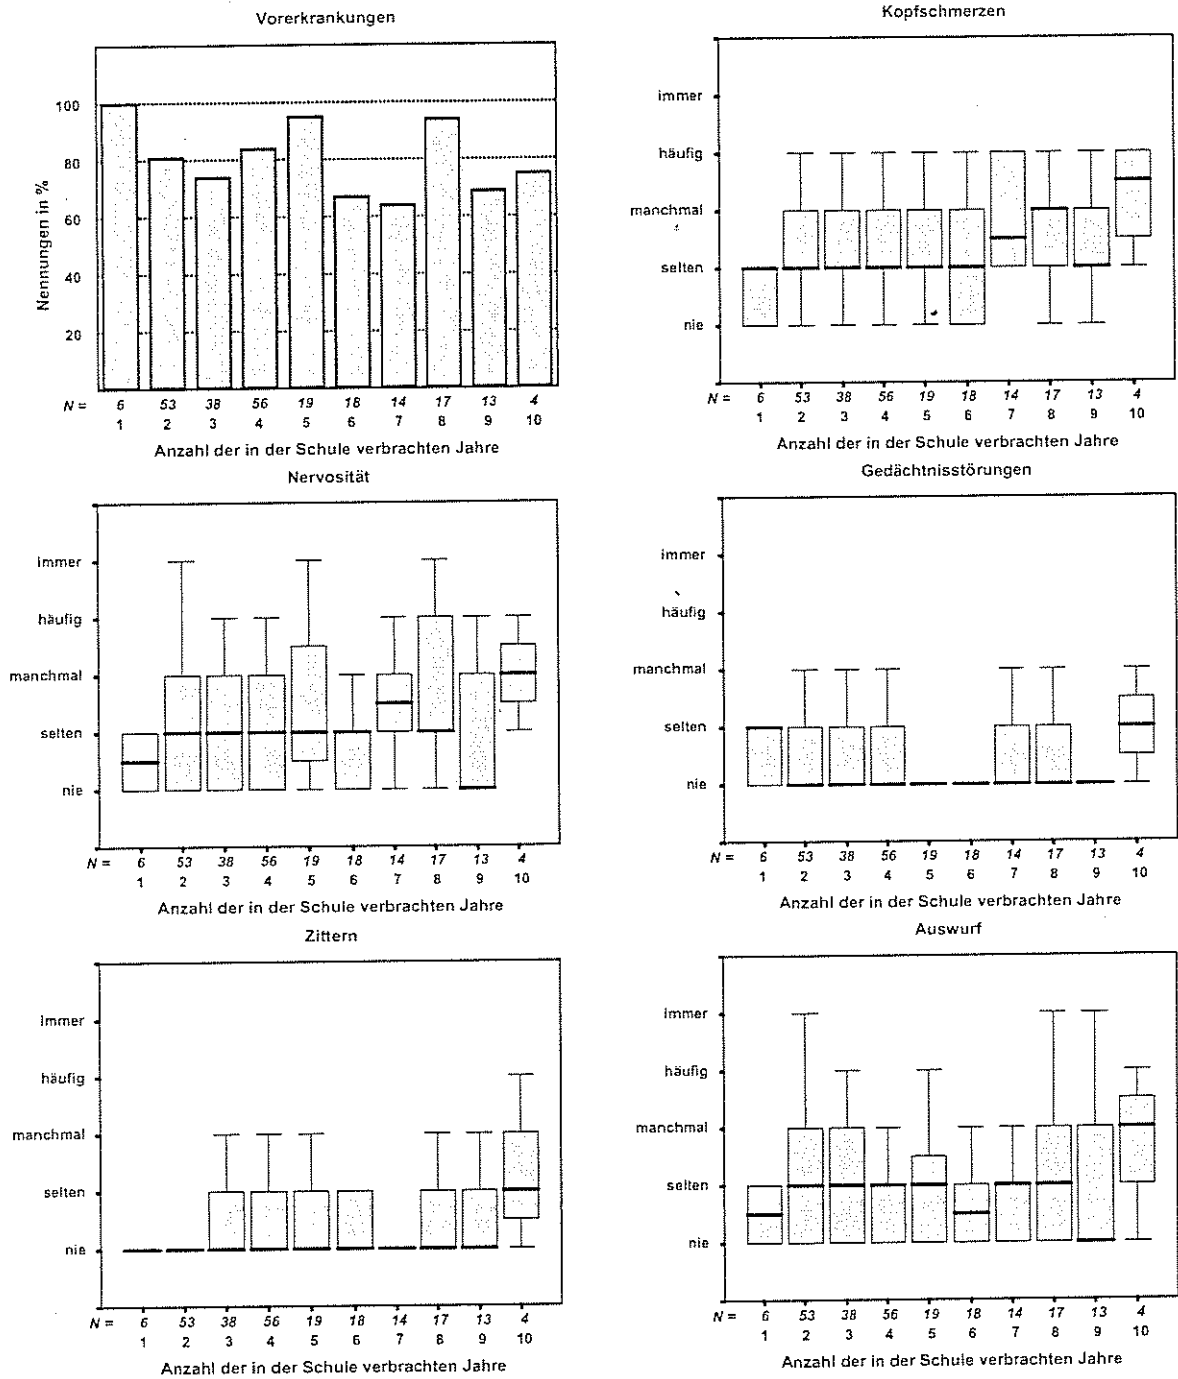 Vorerkrankungen
Nennungen in %
100
80
60
40
20
N = 6 53 38 56 19 18 14 17 13 4
1 2 3 4 5 6 7 8 9 10
Anzahl der in der Schule verbrachten Jahre
Kopfschmerzen
immer
häufig
manchmal
selten
nie
N = 6 53 38 56 19 18 14 17 13 4
1 2 3 4 5 6 7 8 9 10
Anzahl der in der Schule verbrachten Jahre
Nervosität
immer
häufig
manchmal
selten
nie
N = 6 53 38 56 19 18 14 17 13 4
1 2 3 4 5 6 7 8 9 10
Anzahl der in der Schule verbrachten Jahre
Gedächtnisstörungen
immer
häufig
manchmal
selten
nie
N = 6 53 38 56 19 18 14 17 13 4
1 2 3 4 5 6 7 8 9 10
Anzahl der in der Schule verbrachten Jahre
Zittern
immer
häufig
manchmal
selten
nie
N = 6 53 38 56 19 18 14 17 13 4
1 2 3 4 5 6 7 8 9 10
Anzahl der in der Schule verbrachten Jahre
Auswurf
immer
häufig
manchmal
selten
nie
N = 6 53 38 56 19 18 14 17 13 4
1 2 3 4 5 6 7 8 9 10
Anzahl der in der Schule verbrachten Jahre